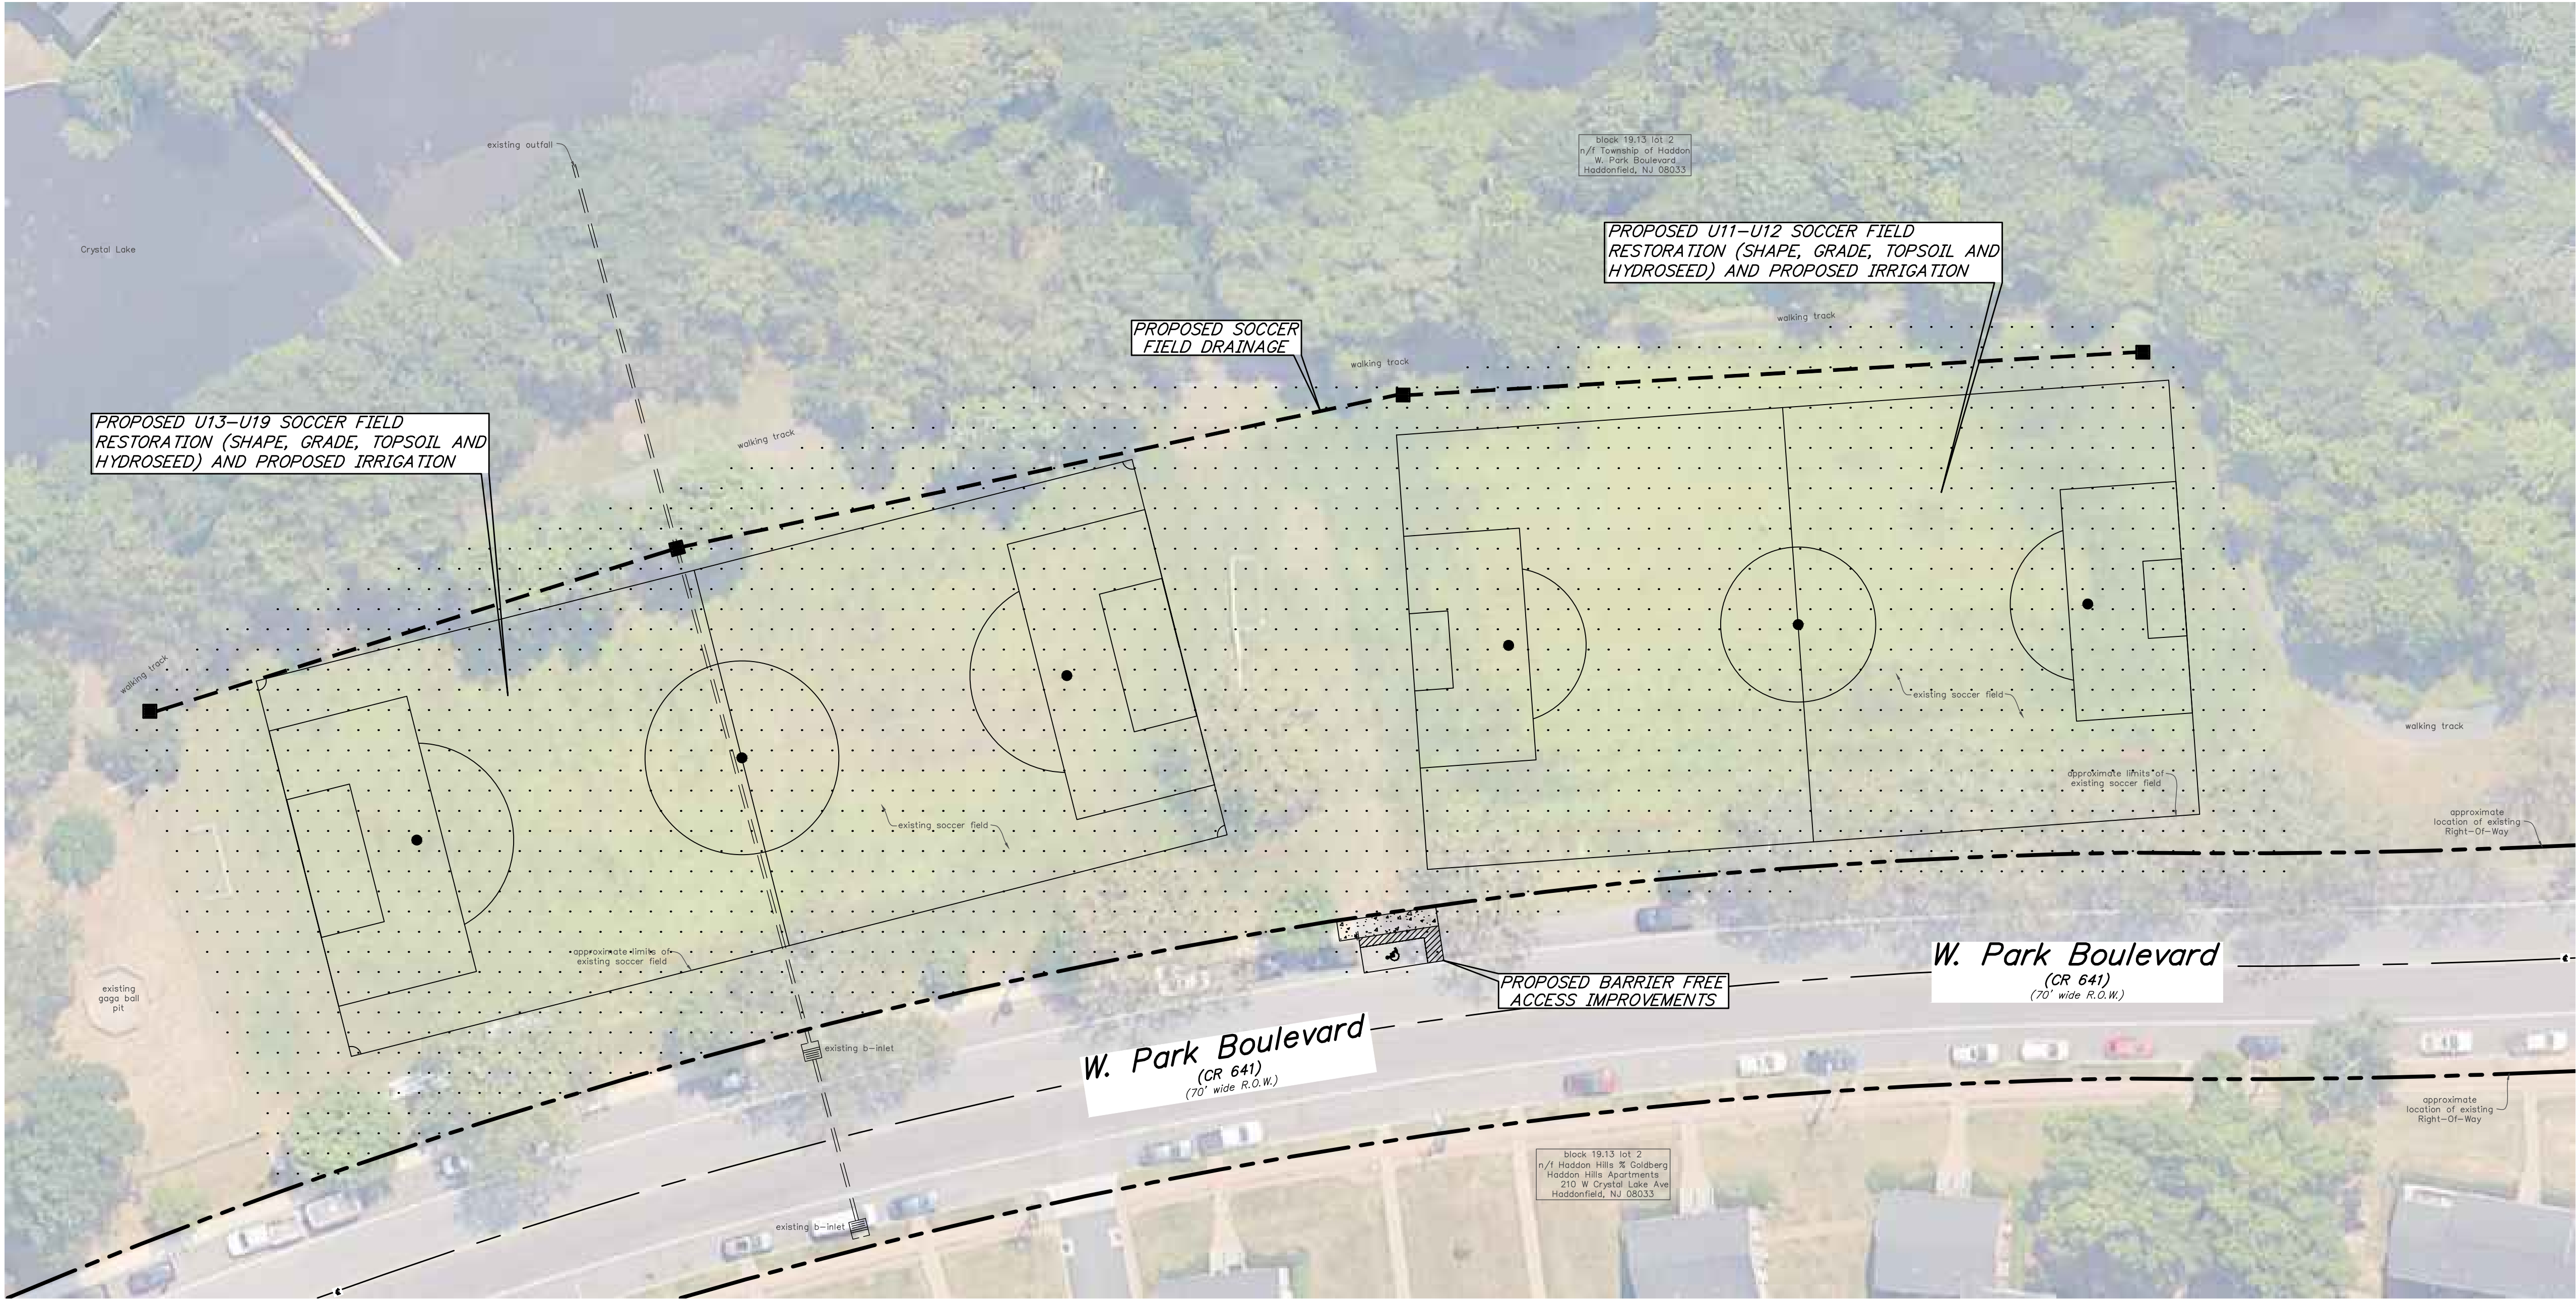 existing outfall
block 19.13 lot 2
n/f Township of Haddon
W. Park Boulevard
Haddonfield, NJ 08033
Crystal Lake
PROPOSED U11-U12 SOCCER FIELD
RESTORATION (SHAPE, GRADE, TOPSOIL AND
HYDROSEED) AND PROPOSED IRRIGATION
walking track
PROPOSED SOCCER
FIELD DRAINAGE
walking track
PROPOSED U13-U19 SOCCER FIELD
RESTORATION (SHAPE, GRADE, TOPSOIL AND
HYDROSEED) AND PROPOSED IRRIGATION
walking track
walking track
existing soccer field
walking track
approximate limits of
existing soccer field
approximate
location of existing
Right-Of-Way
existing soccer field
approximate limits of
existing soccer field
existing
gaga ball
pit
PROPOSED BARRIER FREE
ACCESS IMPROVEMENTS
W. Park Boulevard
(CR 641)
(70' wide R.O.W.)
W. Park Boulevard
(CR 641)
(70' wide R.O.W.)
existing b-inlet
approximate
location of existing
Right-Of-Way
block 19.13 lot 2
n/f Haddon Hills % Goldberg
Haddon Hills Apartments
210 W Crystal Lake Ave
Haddonfield, NJ 08033
existing b-inlet